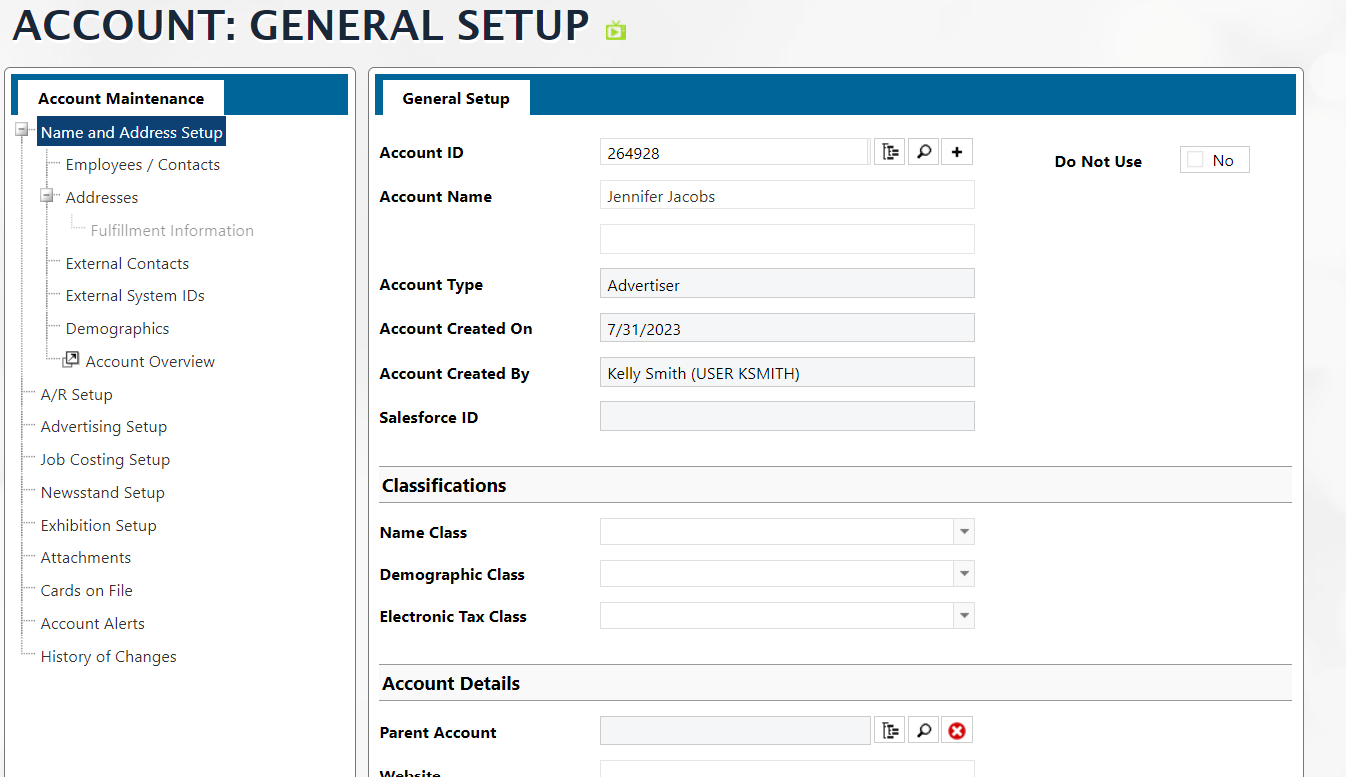 ACCOUNT: GENERAL SETUP
Account Maintenance
Name and Address Setup
Employees / Contacts
Addresses
Fulfillment Information
External Contacts
External System IDs
Demographics
Account Overview
A/R Setup
Advertising Setup
Job Costing Setup
Newsstand Setup
Exhibition Setup
Attachments
Cards on File
Account Alerts
History of Changes
General Setup
Account ID 264928 Do Not Use No
Account Name Jennifer Jacobs
Account Type Advertiser
Account Created On 7/31/2023
Account Created By Kelly Smith (USER KSMITH)
Salesforce ID
Classifications
Name Class
Demographic Class
Electronic Tax Class
Account Details
Parent Account
Website